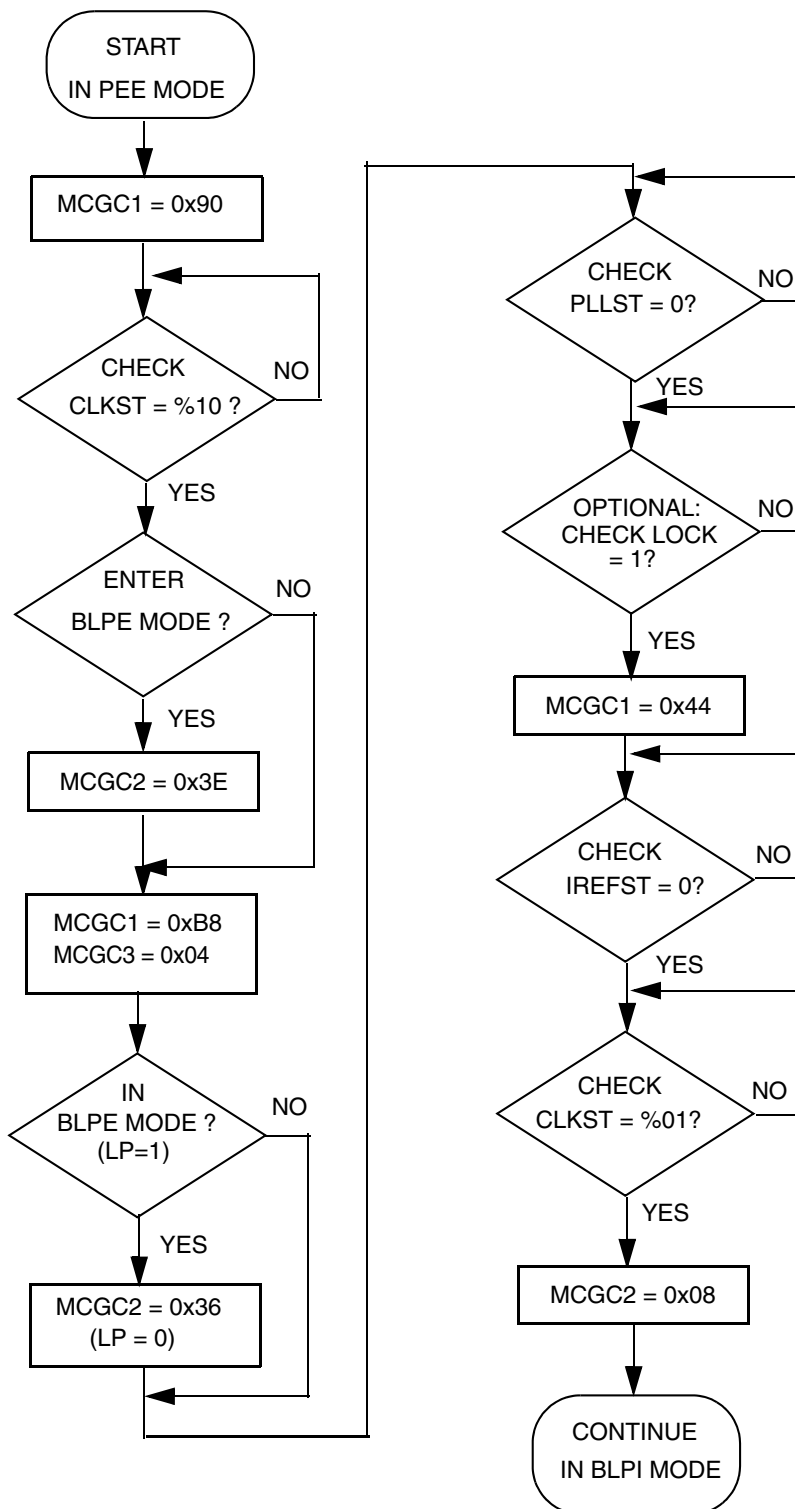 START
IN PEE MODE
MCGC1 = 0x90
CHECK
CLKST = %10 ?
NO
YES
ENTER
BLPE MODE ?
NO
YES
MCGC2 = 0x3E
MCGC1 = 0xB8
MCGC3 = 0x04
IN
BLPE MODE ?
(LP=1)
NO
YES
MCGC2 = 0x36
(LP = 0)
CHECK
PLLST = 0?
NO
YES
OPTIONAL:
CHECK LOCK
= 1?
NO
YES
MCGC1 = 0x44
CHECK
IREFST = 0?
NO
YES
CHECK
CLKST = %01?
NO
YES
MCGC2 = 0x08
CONTINUE
IN BLPI MODE